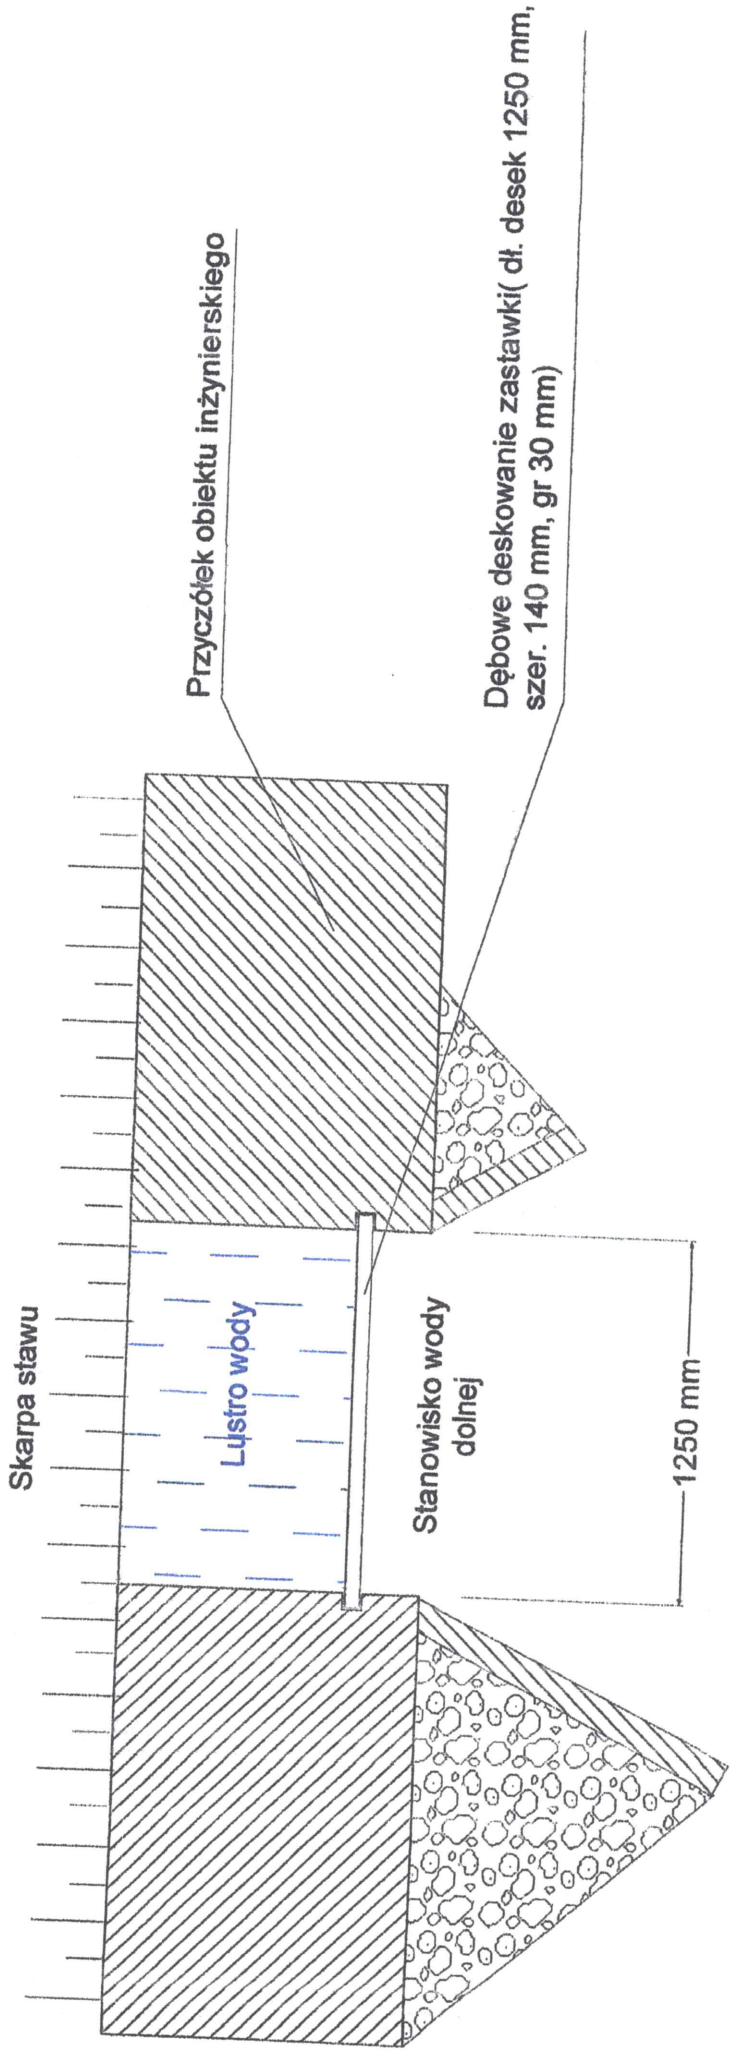 Skarpa stawu
Lustro wody
Stanowisko wody
dolnej
1250 mm
Przyczółek obiektu inżynierskiego
Dębowe deskowanie zastawki( dł. desek 1250 mm,
szer. 140 mm, gr 30 mm)